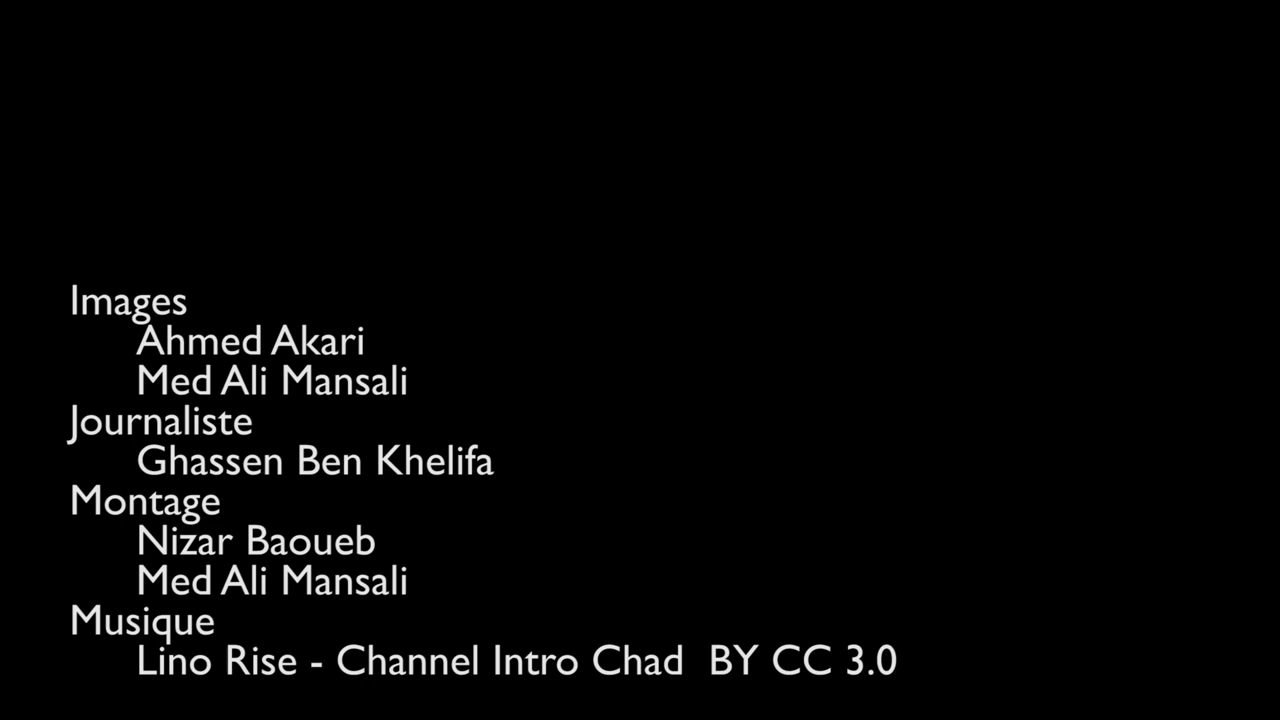 Images
Ahmed Akari
Med Ali Mansali
Journaliste
Ghassen Ben Khelifa
Montage
Nizar Baoueb
Med Ali Mansali
Musique
Lino Rise - Channel Intro Chad  BY CC 3.0